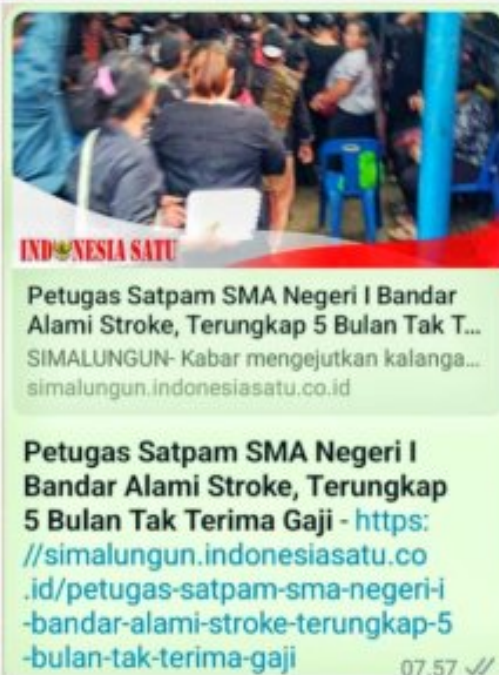 INDONESIA SATU
Petugas Satpam SMA Negeri I Bandar
Alami Stroke, Terungkap 5 Bulan Tak T...
SIMALUNGUN- Kabar mengejutkan kalanga...
simalungun.indonesiasatu.co.id
Petugas Satpam SMA Negeri I
Bandar Alami Stroke, Terungkap
5 Bulan Tak Terima Gaji - https:
//simalungun.indonesiasatu.co
.id/petugas-satpam-sma-negeri-i
-bandar-alami-stroke-terungkap-5
-bulan-tak-terima-gaji
07.57